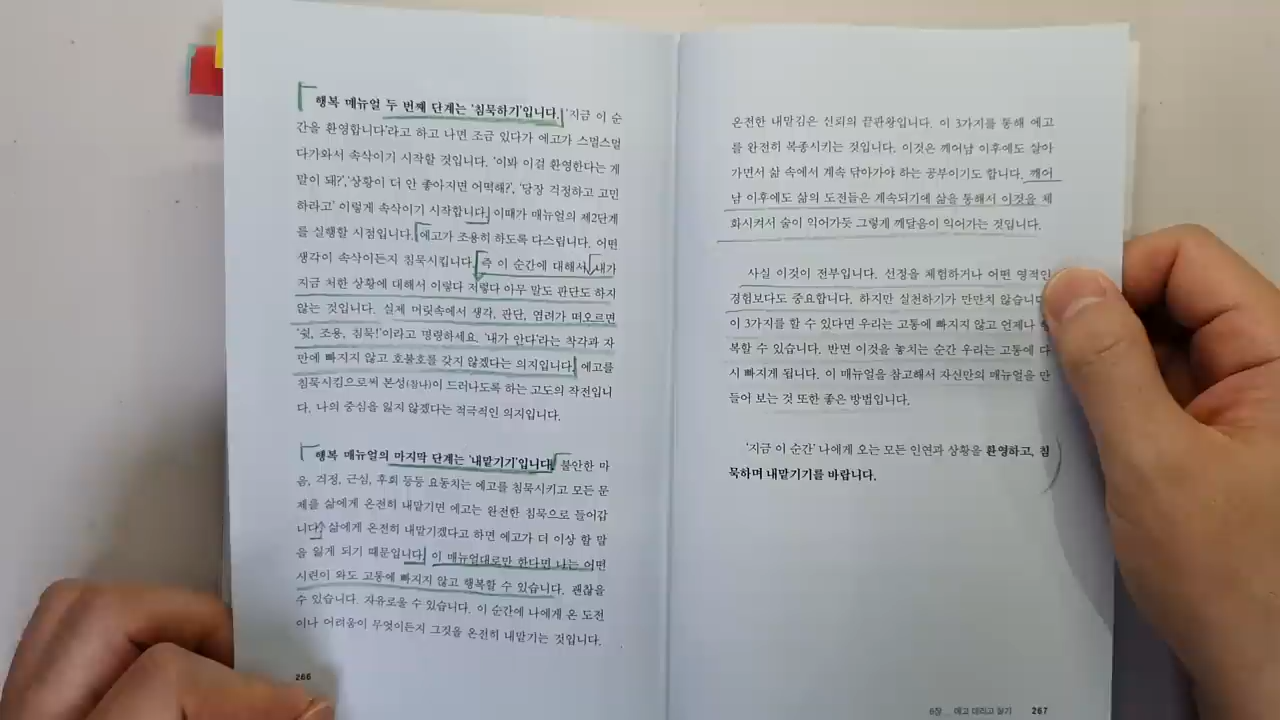 행복 매뉴얼 두 번째 단계는 '침묵하기'입니다. '지금 이 순
간을 환영합니다'라고 하고 나면 조금 있다가 에고가 스멀스멀
다가와서 속삭이기 시작할 것입니다. '이봐 이걸 환영한다는 게
말이 돼?', '상황이 더 안 좋아지면 어떡해?', '당장 걱정하고 고민
하라고' 이렇게 속삭이기 시작합니다. 이때가 매뉴얼의 제2단계
를 실행할 시점입니다. 에고가 조용히 하도록 다스립니다. 어떤
생각이 속삭이든지 침묵시킵니다. 즉 이 순간에 대해서, 내가
지금 처한 상황에 대해서 이렇다 저렇다 아무 말도 판단도 하지
않는 것입니다. 실제 머릿속에서 생각, 판단, 염려가 떠오르면
'쉿, 조용, 침묵!'이라고 명령하세요. '내가 안다'라는 착각과 자
만에 빠지지 않고 호불호를 갖지 않겠다는 의지입니다. 에고를
침묵시킴으로써 본성(참나)이 드러나도록 하는 고도의 작전입니
다. 나의 중심을 잃지 않겠다는 적극적인 의지입니다.
행복 매뉴얼의 마지막 단계는 '내맡기기'입니다. 불안한 마
음, 걱정, 근심, 후회 등등 요동치는 에고를 침묵시키고 모든 문
제를 삶에게 온전히 내맡기면 에고는 완전한 침묵으로 들어갑
니다. 삶에게 온전히 내맡기겠다고 하면 에고가 더 이상 할 말
을 잃게 되기 때문입니다. 이 매뉴얼대로만 한다면 나는 어떤
시련이 와도 고통에 빠지지 않고 행복할 수 있습니다. 괜찮을
수 있습니다. 자유로울 수 있습니다. 이 순간에 나에게 온 도전
이나 어려움이 무엇이든지 그것을 온전히 내맡기는 것입니다.
266
온전한 내맡김은 신뢰의 끝판왕입니다. 이 3가지를 통해 에고
를 완전히 복종시키는 것입니다. 이것은 깨어남 이후에도 살아
가면서 삶 속에서 계속 닦아가야 하는 공부이기도 합니다. 깨어
남 이후에도 삶의 도전들은 계속되기에 삶을 통해서 이것을 체
화시켜서 술이 익어가듯 그렇게 깨달음이 익어가는 것입니다.
사실 이것이 전부입니다. 선정을 체험하거나 어떤 영적인
경험보다도 중요합니다. 하지만 실천하기가 만만치 않습니다.
이 3가지를 할 수 있다면 우리는 고통에 빠지지 않고 언제나 행
복할 수 있습니다. 반면 이것을 놓치는 순간 우리는 고통에 다
시 빠지게 됩니다. 이 매뉴얼을 참고해서 자신만의 매뉴얼을 만
들어 보는 것 또한 좋은 방법입니다.
'지금 이 순간' 나에게 오는 모든 인연과 상황을 환영하고, 침
묵하며 내맡기기를 바랍니다.
6장 _ 에고 데리고 살기 267